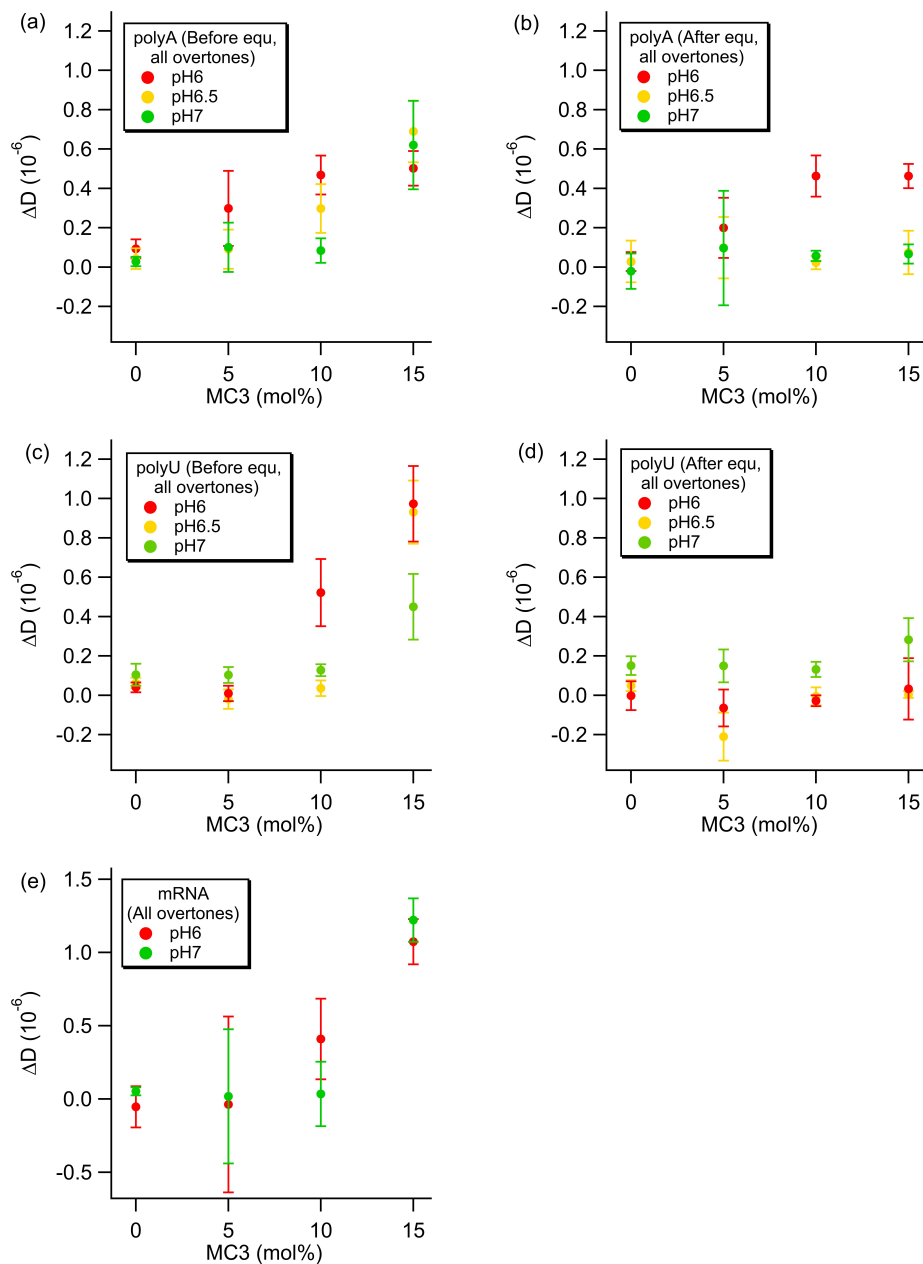 (a)
polyA (Before equ,
all overtones)
pH6
pH6.5
pH7
ΔD (10⁻⁶)
1.2
1.0
0.8
0.6
0.4
0.2
0.0
-0.2
0 5 10 15
MC3 (mol%)
(b)
polyA (After equ,
all overtones)
pH6
pH6.5
pH7
ΔD (10⁻⁶)
1.2
1.0
0.8
0.6
0.4
0.2
0.0
-0.2
0 5 10 15
MC3 (mol%)
(c)
polyU (Before equ,
all overtones)
pH6
pH6.5
pH7
ΔD (10⁻⁶)
1.2
1.0
0.8
0.6
0.4
0.2
0.0
-0.2
0 5 10 15
MC3 (mol%)
(d)
polyU (After equ,
all overtones)
pH6
pH6.5
pH7
ΔD (10⁻⁶)
1.2
1.0
0.8
0.6
0.4
0.2
0.0
-0.2
0 5 10 15
MC3 (mol%)
(e)
mRNA
(All overtones)
pH6
pH7
ΔD (10⁻⁶)
1.5
1.0
0.5
0.0
-0.5
0 5 10 15
MC3 (mol%)